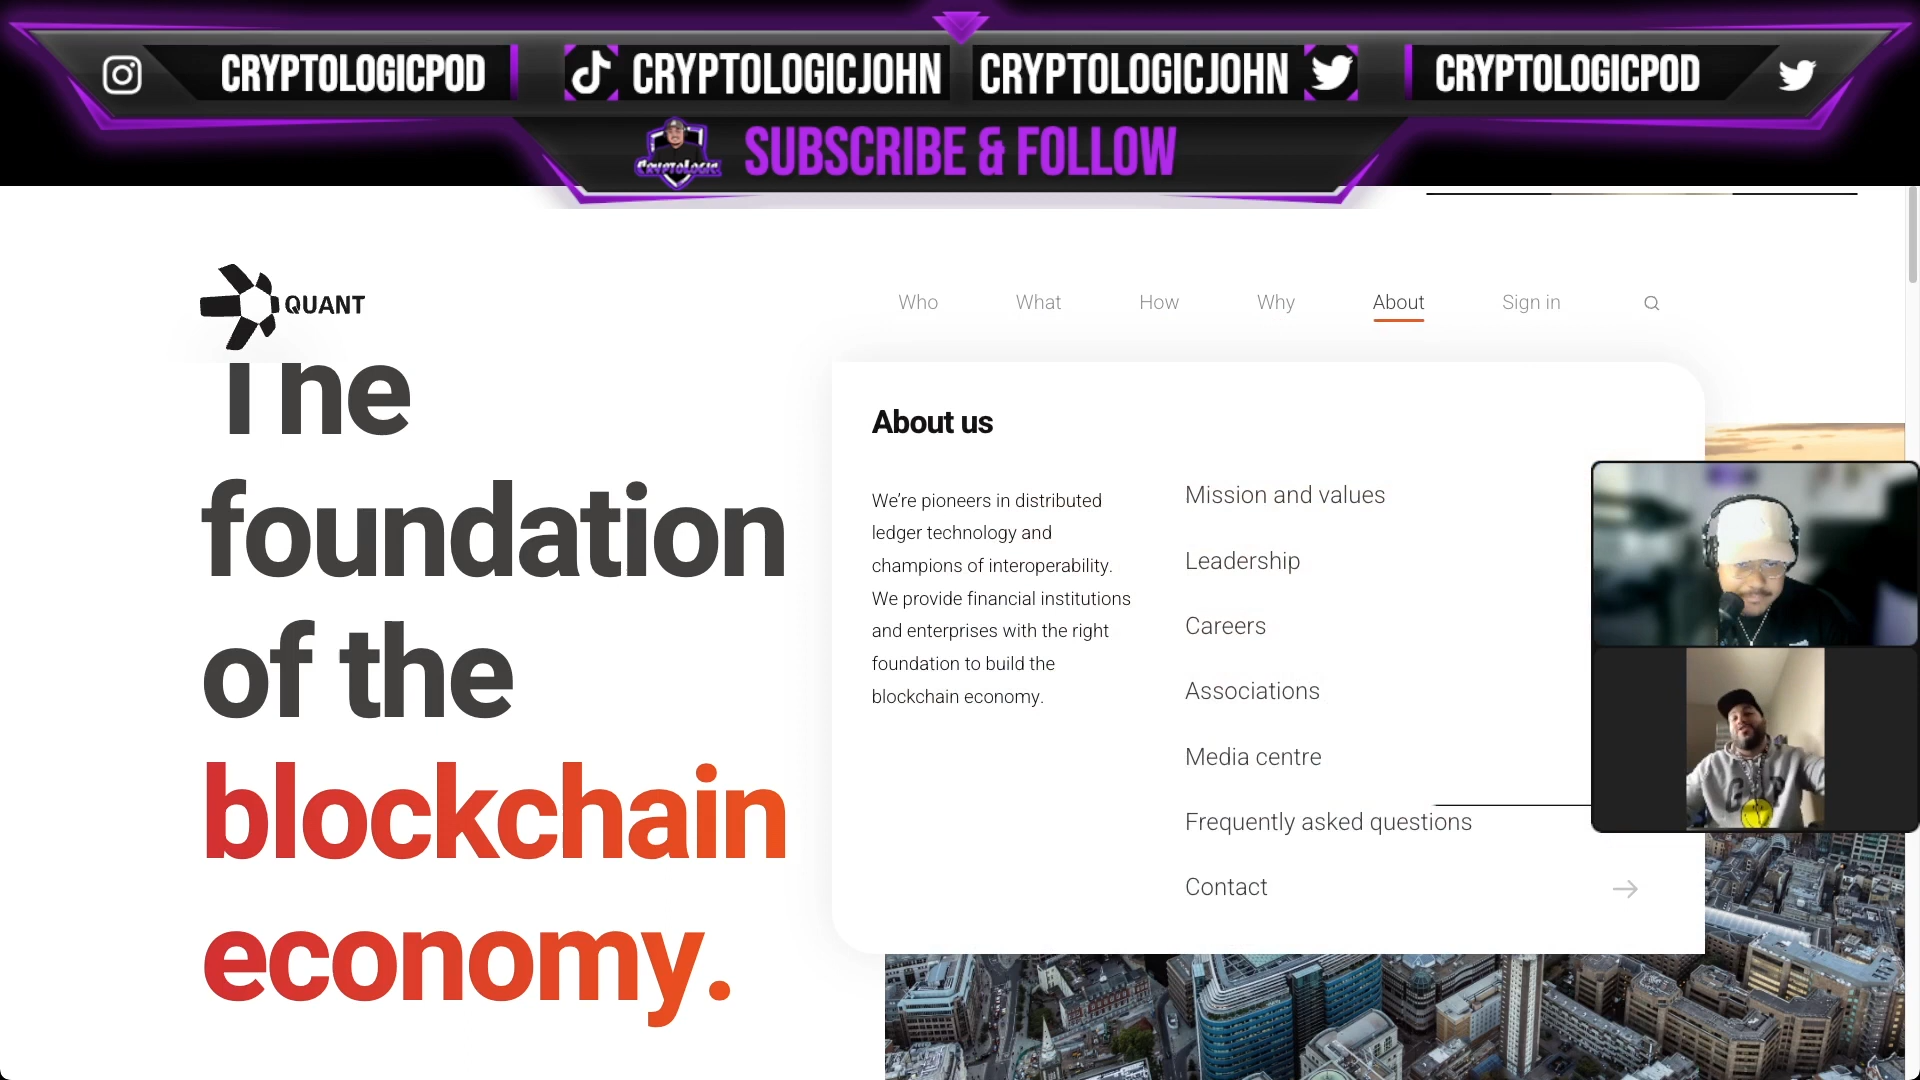 CRYPTOLOGICPOD
CRYPTOLOGICJOHN
CRYPTOLOGICJOHN
CRYPTOLOGICPOD
CRYPTOLOGIC
SUBSCRIBE & FOLLOW
QUANT
Who
What
How
Why
About
Sign in
The
foundation
of the
blockchain
economy.
About us
We're pioneers in distributed
ledger technology and
champions of interoperability.
We provide financial institutions
and enterprises with the right
foundation to build the
blockchain economy.
Mission and values
Leadership
Careers
Associations
Media centre
Frequently asked questions
Contact